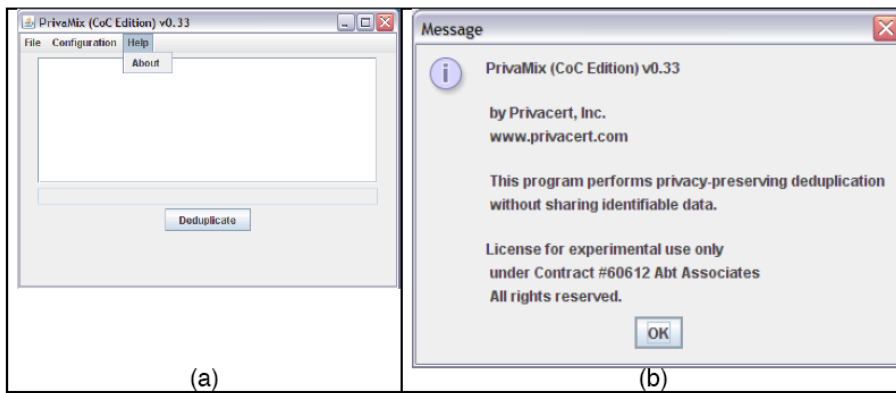 PrivaMix (CoC Edition) v0.33
File Configuration Help
About
Deduplicate
(a)
Message
PrivaMix (CoC Edition) v0.33
by Privacert, Inc.
www.privacert.com
This program performs privacy-preserving deduplication
without sharing identifiable data.
License for experimental use only
under Contract #60612 Abt Associates
All rights reserved.
OK
(b)